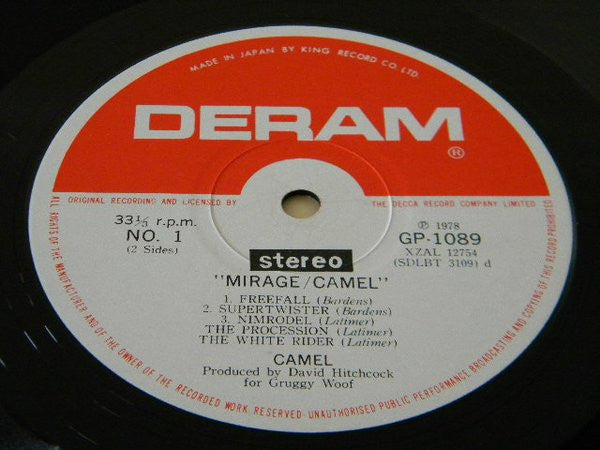 MADE IN JAPAN BY KING RECORD CO. LTD.
DERAM
®
ORIGINAL RECORDING AND LICENSED BY THE DECCA RECORD COMPANY LIMITED
33⅓ r.p.m.
NO. 1
(2 Sides)
℗ 1978
GP-1089
XZAL 12754
(SDLBT 3109) d
stereo
"MIRAGE/CAMEL"
1. FREEFALL (Bardens)
2. SUPERTWISTER (Bardens)
3. NIMRODEL (Latimer)
THE PROCESSION (Latimer)
THE WHITE RIDER (Latimer)
CAMEL
Produced by David Hitchcock
for Gruggy Woof
ALL RIGHTS OF THE MANUFACTURER AND OF THE OWNER OF THE RECORDED WORK RESERVED·UNAUTHORISED PUBLIC PERFORMANCE BROADCASTING AND COPYING OF THIS RECORD PROHIBITED